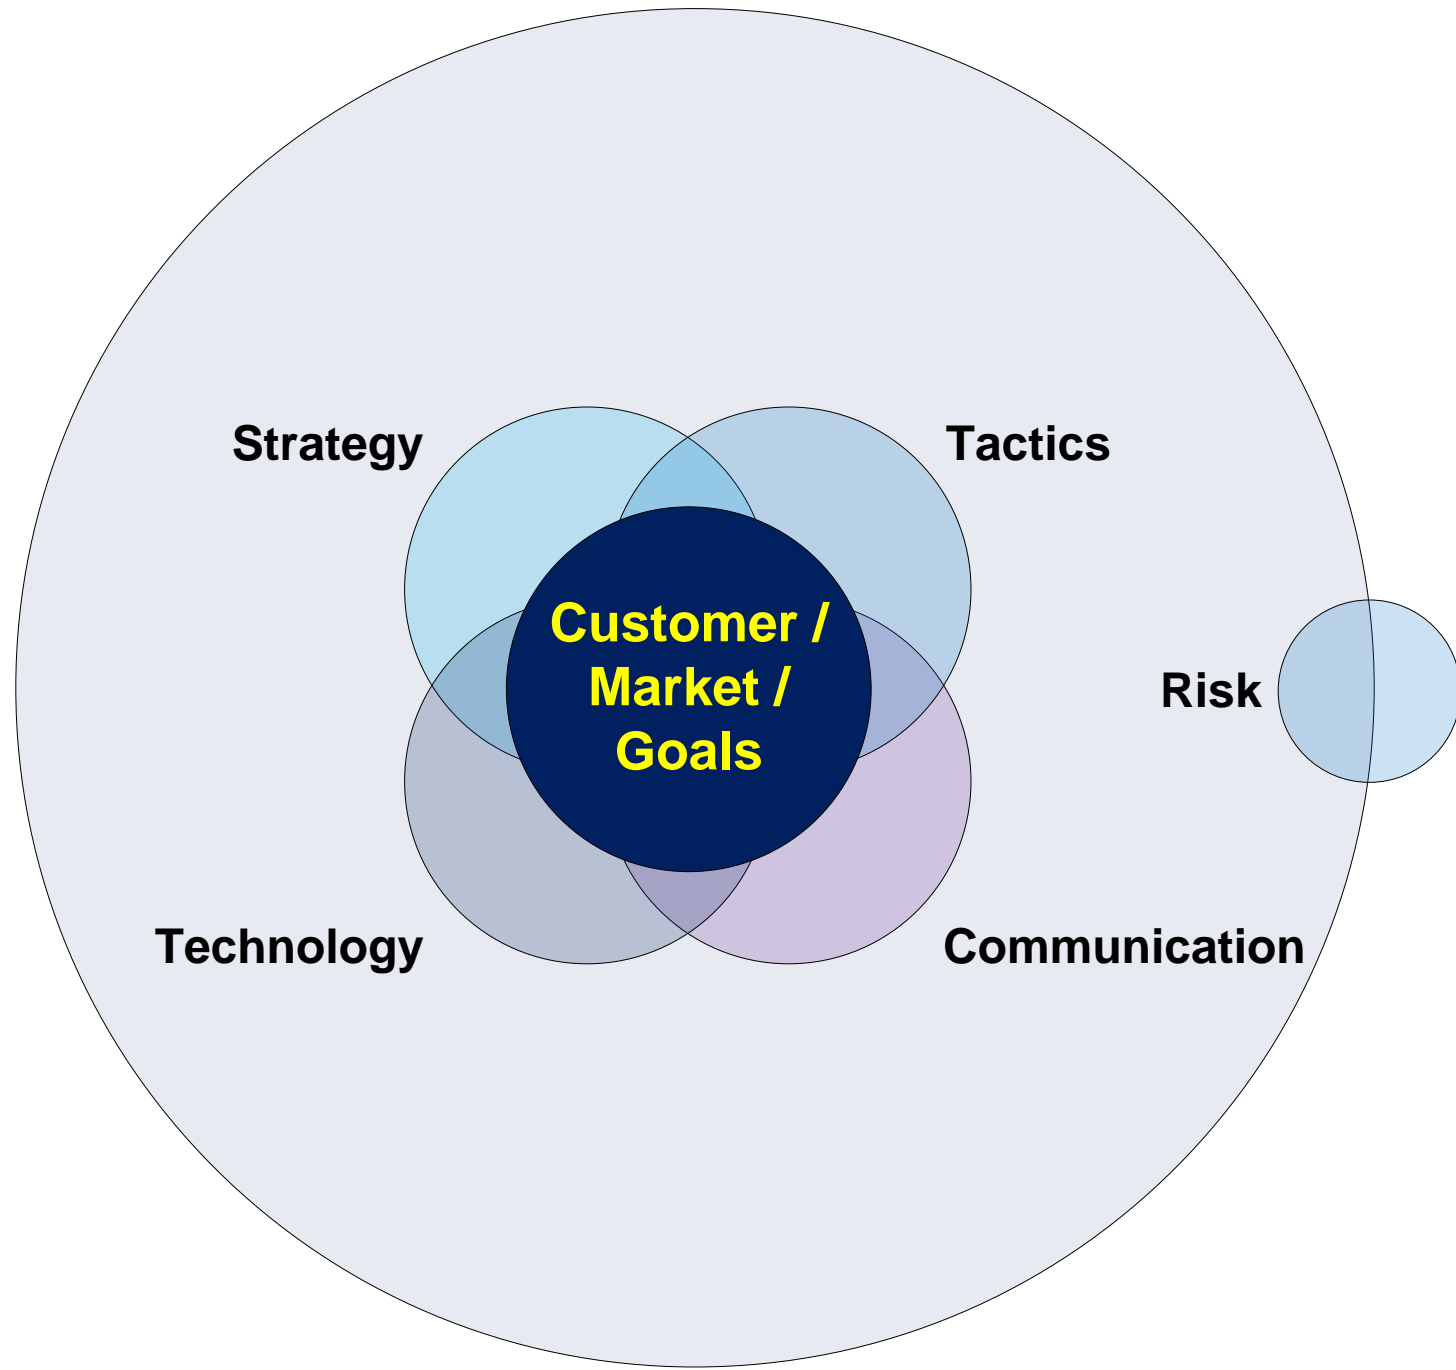 Strategy
Tactics
Customer /
Market /
Goals
Risk
Technology
Communication